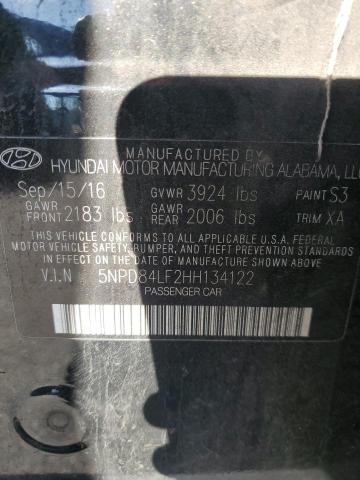 MANUFACTURED BY
HYUNDAI MOTOR MANUFACTURING ALABAMA, LLC
Sep/15/16 GVWR 3924 lbs PAINT S3
GAWR FRONT 2183 lbs GAWR REAR 2006 lbs TRIM XA
THIS VEHICLE CONFORMS TO ALL APPLICABLE U.S.A. FEDERAL
MOTOR VEHICLE SAFETY, BUMPER, AND THEFT PREVENTION STANDARDS
IN EFFECT ON THE DATE OF MANUFACTURE SHOWN ABOVE.
V.I.N 5NPD84LF2HH134122
PASSENGER CAR